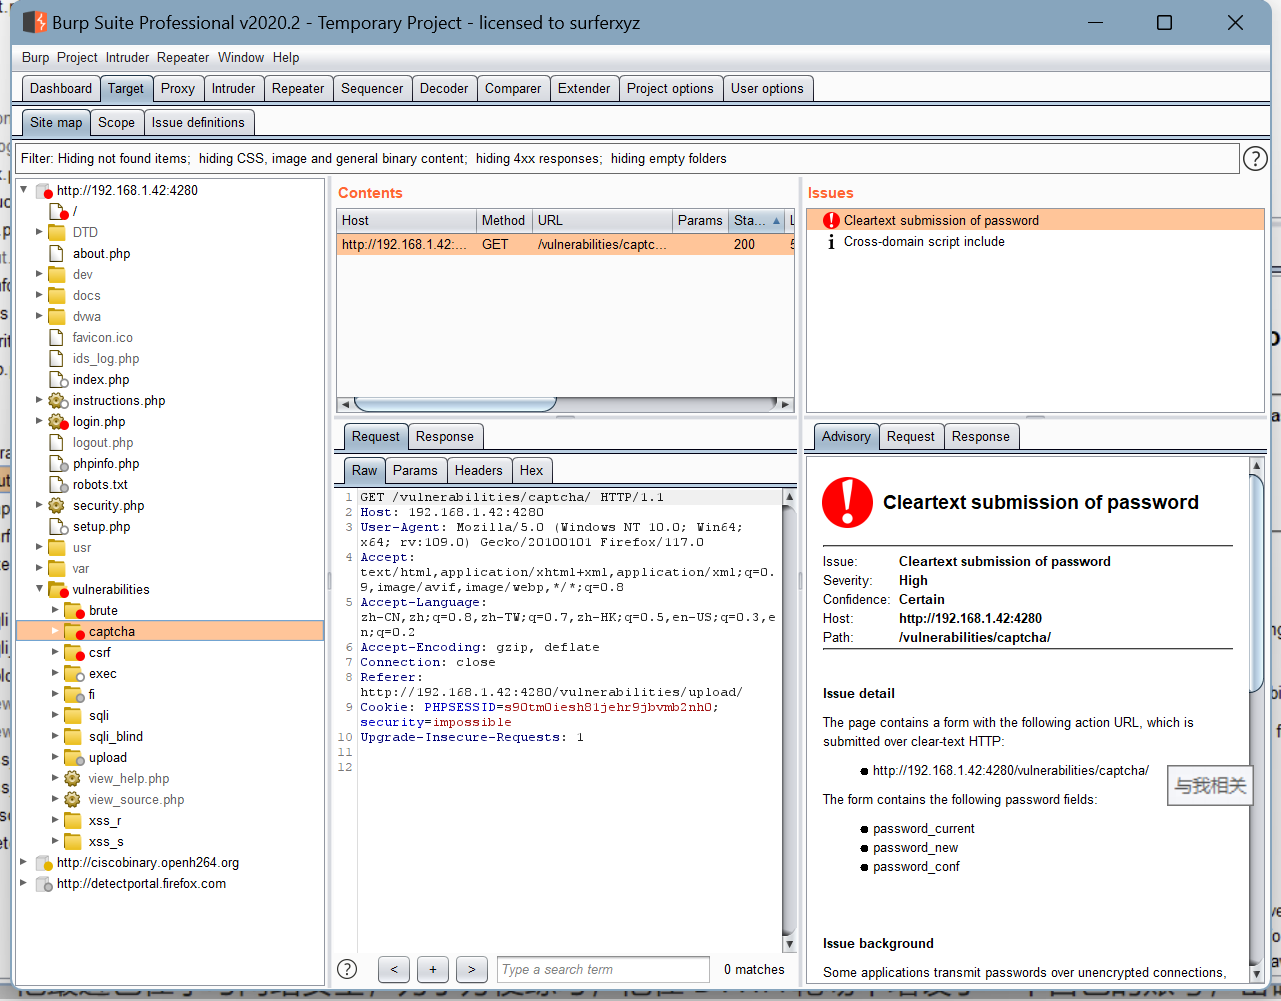 Burp Suite Professional v2020.2 - Temporary Project - licensed to surferxyz
Burp Project Intruder Repeater Window Help
Dashboard Target Proxy Intruder Repeater Sequencer Decoder Comparer Extender Project options User options
Site map Scope Issue definitions
Filter: Hiding not found items; hiding CSS, image and general binary content; hiding 4xx responses; hiding empty folders
?
http://192.168.1.42:4280
/
DTD
about.php
dev
docs
dvwa
favicon.ico
ids_log.php
index.php
instructions.php
login.php
logout.php
phpinfo.php
robots.txt
security.php
setup.php
usr
var
vulnerabilities
brute
captcha
csrf
exec
fi
sqli
sqli_blind
upload
view_help.php
view_source.php
xss_r
xss_s
http://ciscobinary.openh264.org
http://detectportal.firefox.com
Contents
Host Method URL Params Sta... L
http://192.168.1.42:... GET /vulnerabilities/captc... 200 5
Request Response
Raw Params Headers Hex
1 GET /vulnerabilities/captcha/ HTTP/1.1
2 Host: 192.168.1.42:4280
3 User-Agent: Mozilla/5.0 (Windows NT 10.0; Win64;
x64; rv:109.0) Gecko/20100101 Firefox/117.0
4 Accept:
text/html,application/xhtml+xml,application/xml;q=0.
9,image/avif,image/webp,*/*;q=0.8
5 Accept-Language:
zh-CN,zh;q=0.8,zh-TW;q=0.7,zh-HK;q=0.5,en-US;q=0.3,e
n;q=0.2
6 Accept-Encoding: gzip, deflate
7 Connection: close
8 Referer:
http://192.168.1.42:4280/vulnerabilities/upload/
9 Cookie: PHPSESSID=s90tm0iesh81jehr9jbvmb2nh0;
security=impossible
10 Upgrade-Insecure-Requests: 1
11
12
? < + > Type a search term 0 matches
Issues
Cleartext submission of password
Cross-domain script include
Advisory Request Response
Cleartext submission of password
Issue: Cleartext submission of password
Severity: High
Confidence: Certain
Host: http://192.168.1.42:4280
Path: /vulnerabilities/captcha/
Issue detail
The page contains a form with the following action URL, which is
submitted over clear-text HTTP:
http://192.168.1.42:4280/vulnerabilities/captcha/
与我相关
The form contains the following password fields:
password_current
password_new
password_conf
Issue background
Some applications transmit passwords over unencrypted connections,